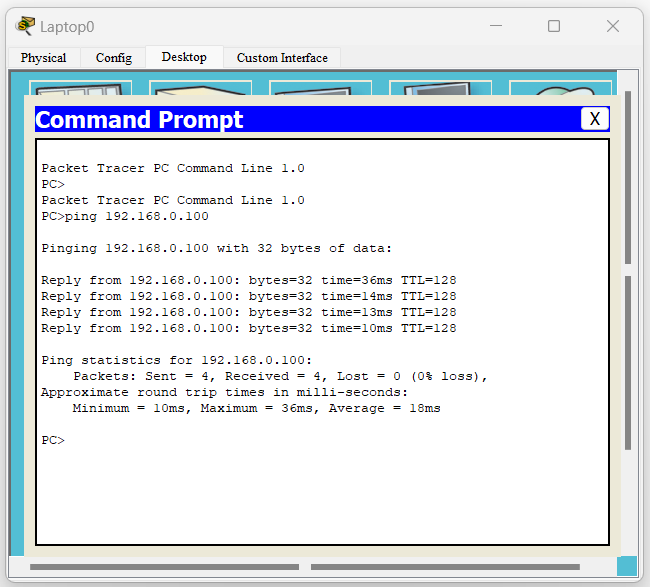 Laptop0
Physical Config Desktop Custom Interface
Command Prompt X
Packet Tracer PC Command Line 1.0
PC>
Packet Tracer PC Command Line 1.0
PC>ping 192.168.0.100
Pinging 192.168.0.100 with 32 bytes of data:
Reply from 192.168.0.100: bytes=32 time=36ms TTL=128
Reply from 192.168.0.100: bytes=32 time=14ms TTL=128
Reply from 192.168.0.100: bytes=32 time=13ms TTL=128
Reply from 192.168.0.100: bytes=32 time=10ms TTL=128
Ping statistics for 192.168.0.100:
Packets: Sent = 4, Received = 4, Lost = 0 (0% loss),
Approximate round trip times in milli-seconds:
Minimum = 10ms, Maximum = 36ms, Average = 18ms
PC>